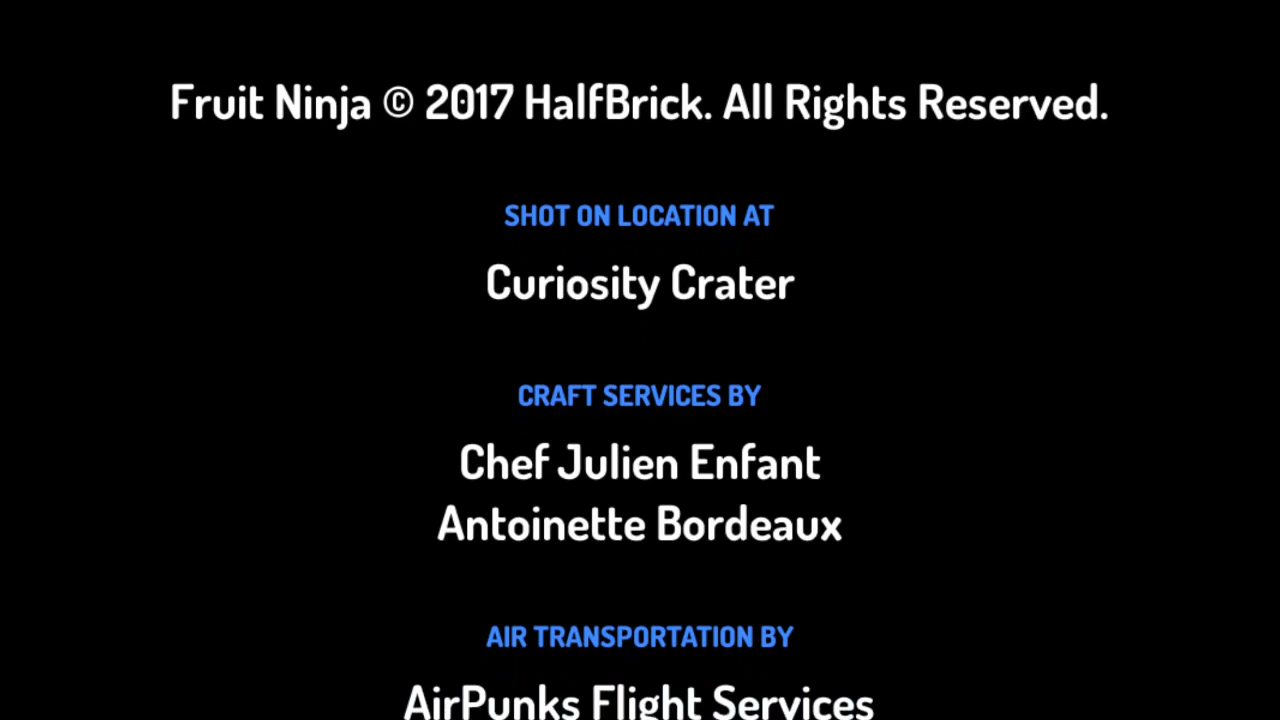 Fruit Ninja © 2017 HalfBrick. All Rights Reserved.
SHOT ON LOCATION AT
Curiosity Crater
CRAFT SERVICES BY
Chef Julien Enfant
Antoinette Bordeaux
AIR TRANSPORTATION BY
AirPunks Flight Services